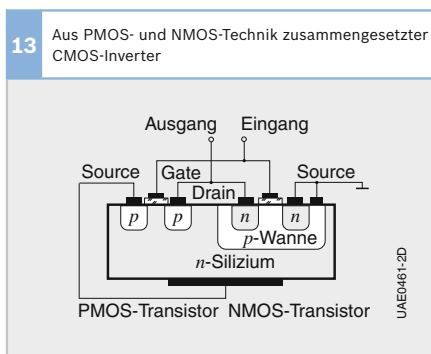 13
Aus PMOS- und NMOS-Technik zusammengesetzter
CMOS-Inverter
Ausgang Eingang
Source Gate Source
Drain
p p n n
p-Wanne
n-Silizium
PMOS-Transistor NMOS-Transistor
UAE0461-2D